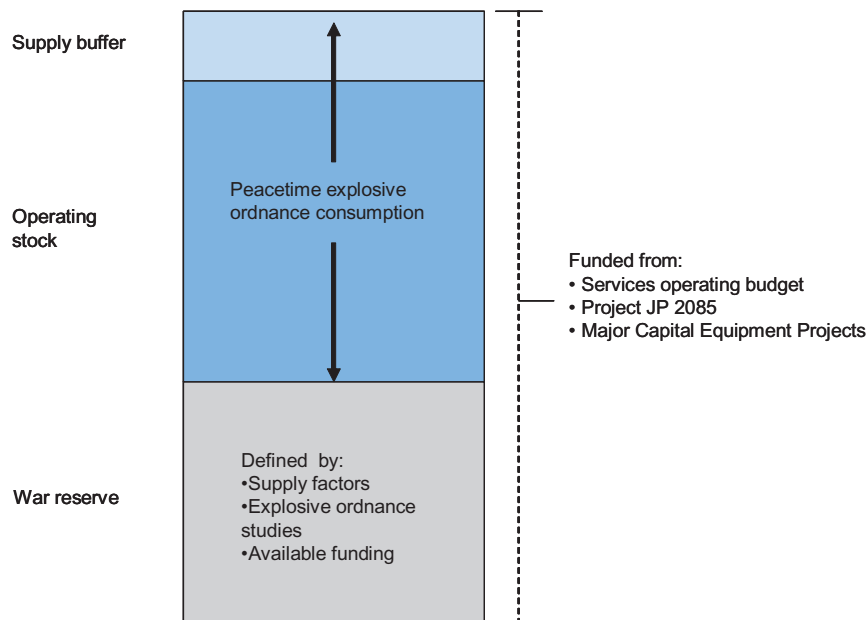 Supply buffer
Peacetime explosive
ordnance consumption
Operating
stock
Funded from:
• Services operating budget
• Project JP 2085
• Major Capital Equipment Projects
Defined by:
•Supply factors
•Explosive ordnance
studies
•Available funding
War reserve